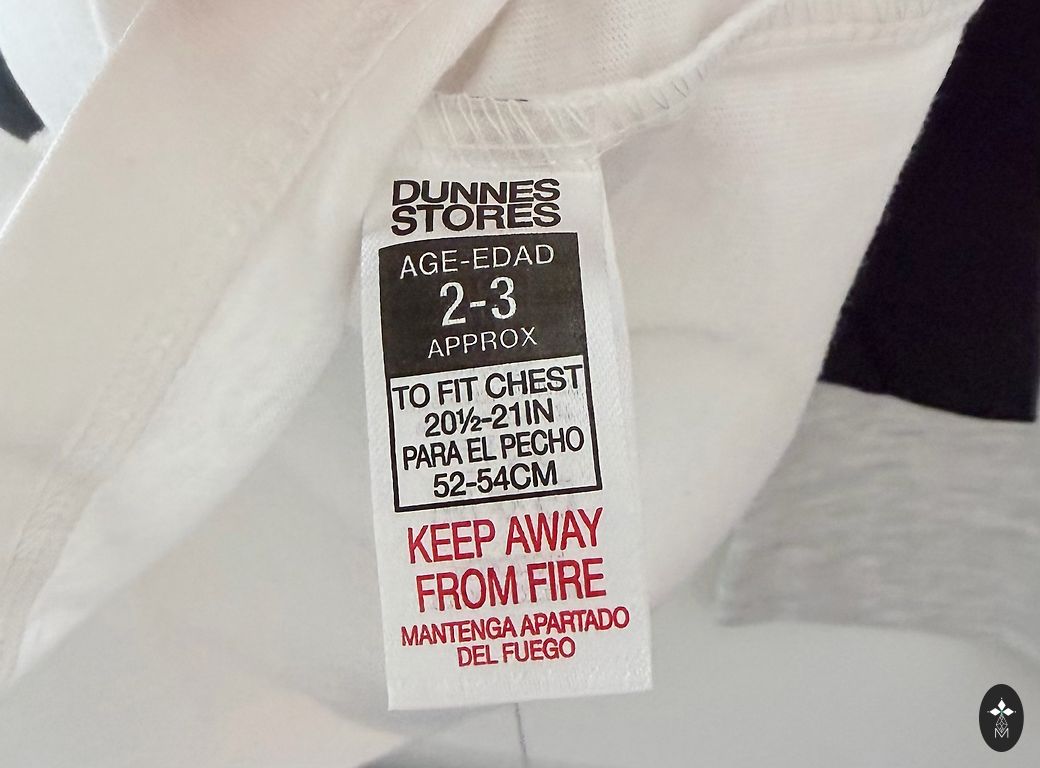 DUNNES
STORES
AGE-EDAD
2-3
APPROX
TO FIT CHEST
20½-21IN
PARA EL PECHO
52-54CM
KEEP AWAY
FROM FIRE
MANTENGA APARTADO
DEL FUEGO
M